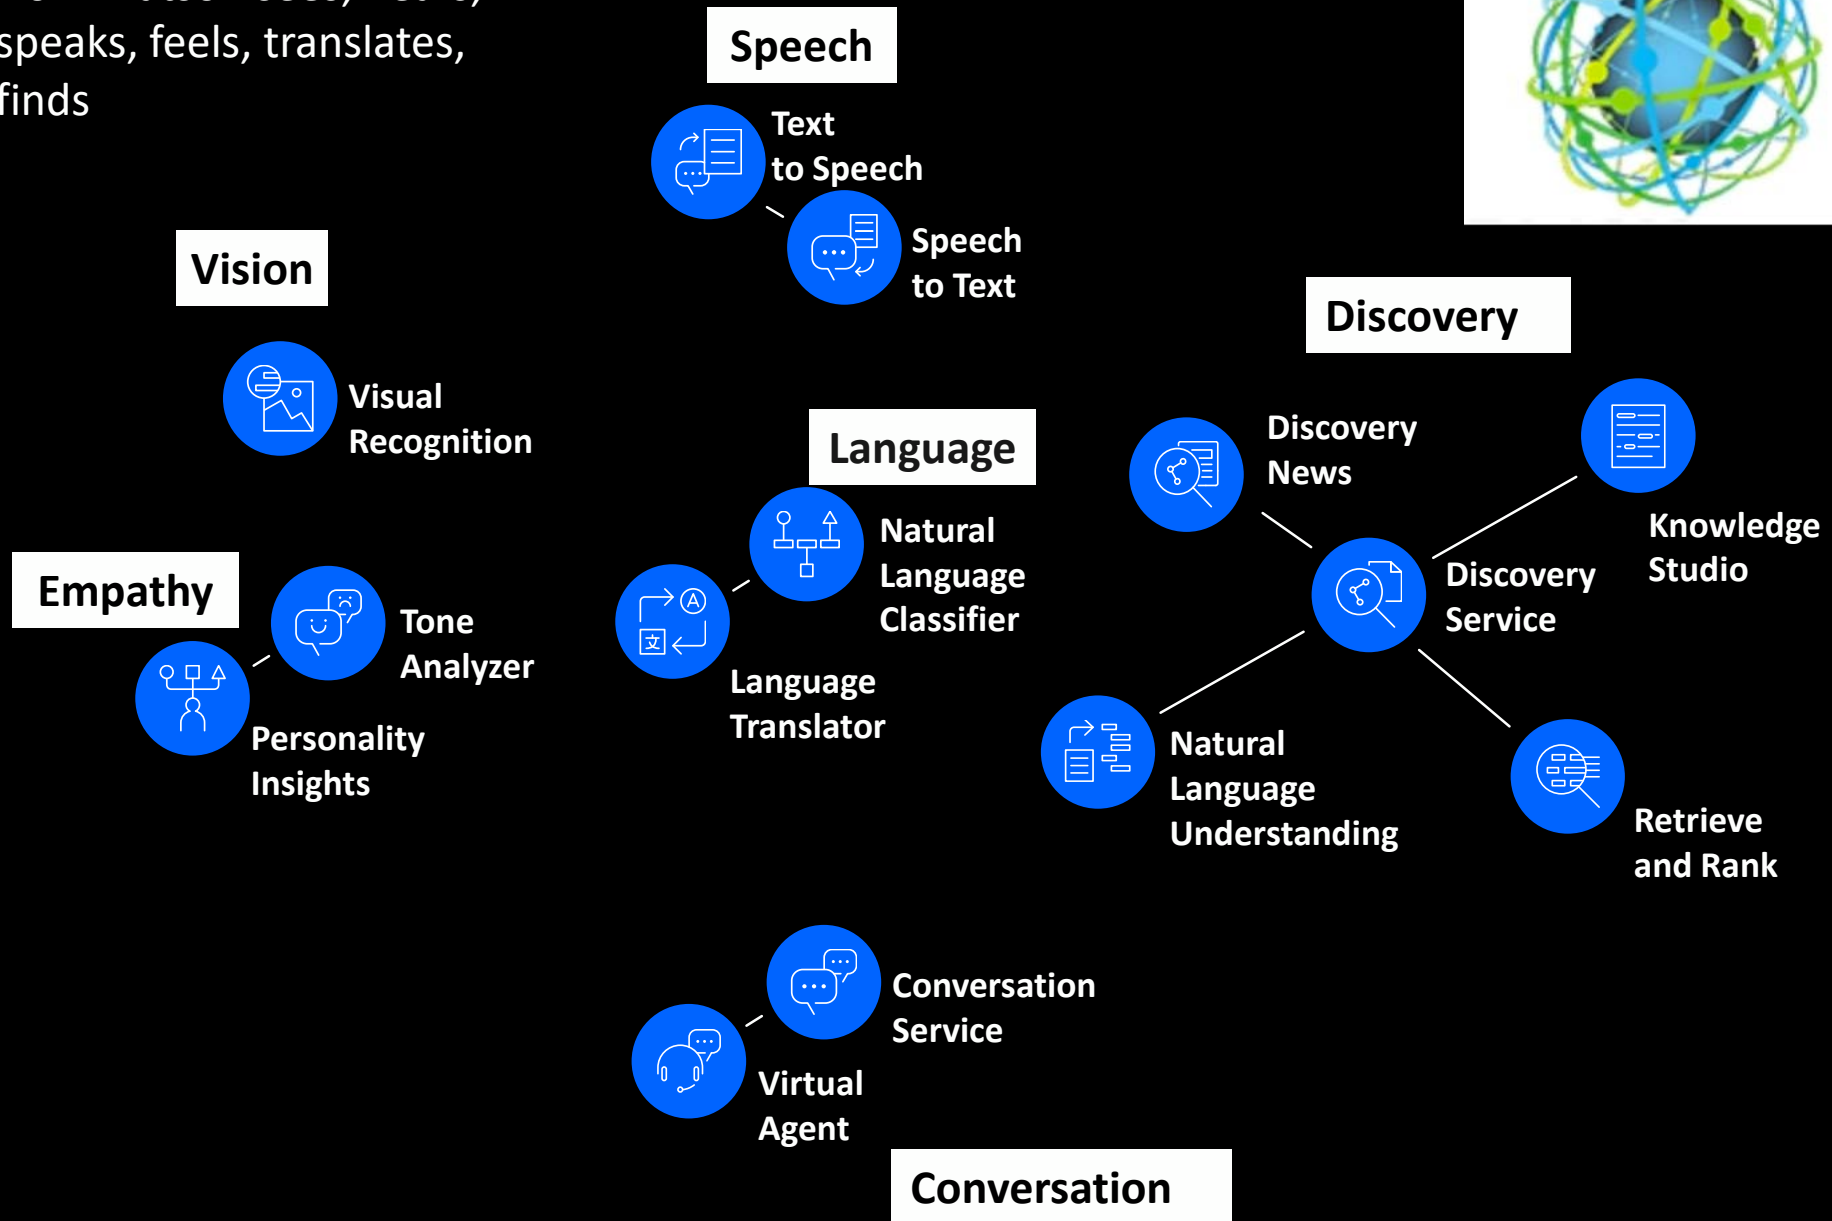 speaks, feels, translates,
finds
Speech
Text
to Speech
Speech
to Text
Vision
Visual
Recognition
Discovery
Discovery
News
Knowledge
Studio
Discovery
Service
Natural
Language
Understanding
Retrieve
and Rank
Language
Natural
Language
Classifier
Language
Translator
Empathy
Tone
Analyzer
Personality
Insights
Conversation
Service
Virtual
Agent
Conversation